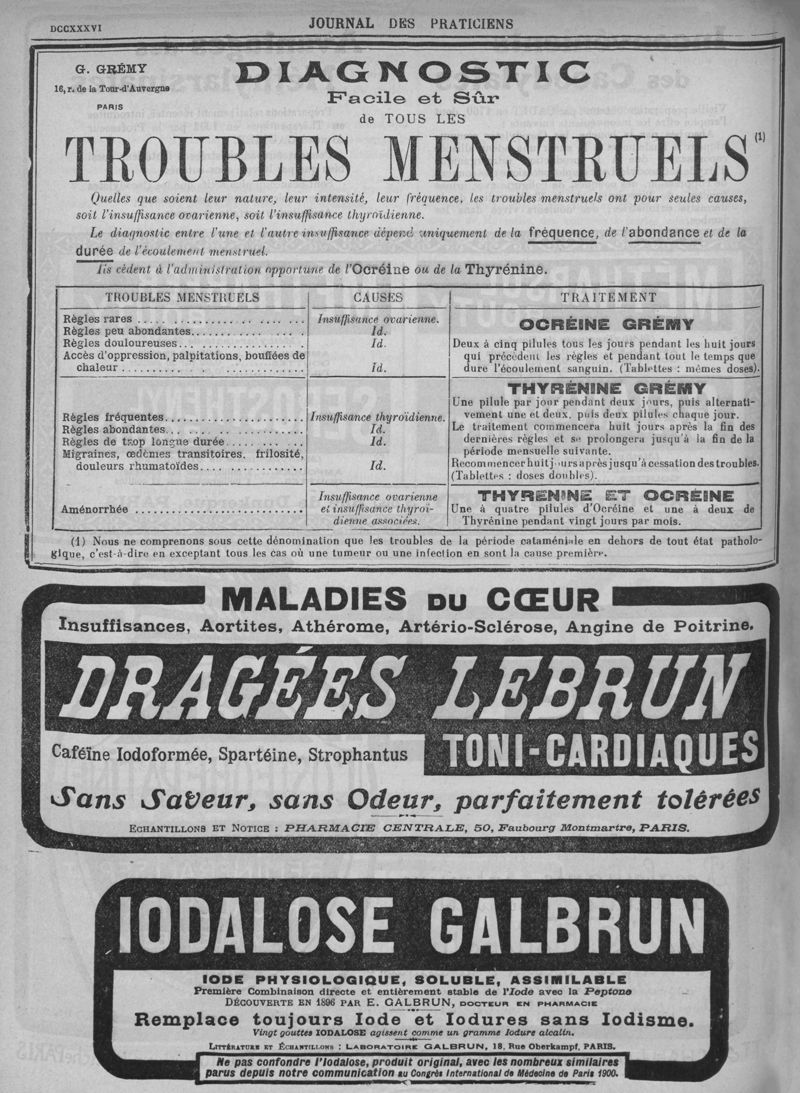 DCCXXXVI
JOURNAL DES PRATICIENS
G. GRÉMY
16, r. de la Tour-d'Auvergne
PARIS
DIAGNOSTIC
Facile et Sûr
de TOUS LES
TROUBLES MENSTRUELS (1)
Quelles que soient leur nature, leur intensité, leur fréquence, les troubles menstruels ont pour seules causes,
soit l'insuffisance ovarienne, soit l'insuffisance thyroïdienne.
Le diagnostic entre l'une et l'autre insuffisance dépend uniquement de la fréquence, de l'abondance et de la
durée de l'écoulement menstruel.
Ils cèdent à l'administration opportune de l'Ocréine ou de la Thyrénine.
TROUBLES MENSTRUELS
CAUSES
TRAITEMENT
Règles rares
Insuffisance ovarienne.
Règles peu abondantes
Id.
Règles douloureuses
Id.
Accès d'oppression, palpitations, bouffées de
chaleur
Id.
OCRÉINE GRÉMY
Deux à cinq pilules tous les jours pendant les huit jours
qui précèdent les règles et pendant tout le temps que
dure l'écoulement sanguin. (Tablettes : mêmes doses).
Règles fréquentes
Insuffisance thyroïdienne.
Règles abondantes
Id.
Règles de trop longue durée
Id.
Migraines, œdèmes transitoires, frilosité,
douleurs rhumatoïdes
Id.
THYRÉNINE GRÉMY
Une pilule par jour pendant deux jours, puis alternati-
vement une et deux, puis deux pilules chaque jour.
Le traitement commencera huit jours après la fin des
dernières règles et se prolongera jusqu'à la fin de la
période mensuelle suivante.
Recommencer huit jours après jusqu'à cessation des troubles.
(Tablettes : doses doubles).
Aménorrhée
Insuffisance ovarienne
et insuffisance thyroï-
dienne associées.
THYRÉNINE ET OCRÉINE
Une à quatre pilules d'Ocréine et une à deux de
Thyrénine pendant vingt jours par mois.
(1) Nous ne comprenons sous cette dénomination que les troubles de la période cataméniale en dehors de tout état patholo-
gique, c'est-à-dire en exceptant tous les cas où une tumeur ou une infection en sont la cause première.
MALADIES DU CŒUR
Insuffisances, Aortites, Athérome, Artério-Sclérose, Angine de Poitrine.
DRAGÉES LEBRUN
Caféïne Iodoformée, Spartéine, Strophantus
TONI-CARDIAQUES
Sans Saveur, sans Odeur, parfaitement tolérées
ECHANTILLONS ET NOTICE : PHARMACIE CENTRALE, 50, Faubourg Montmartre, PARIS.
IODALOSE GALBRUN
IODE PHYSIOLOGIQUE, SOLUBLE, ASSIMILABLE
Première Combinaison directe et entièrement stable de l'Iode avec la Peptone
DÉCOUVERTE EN 1896 PAR E. GALBRUN, DOCTEUR EN PHARMACIE
Remplace toujours Iode et Iodures sans Iodisme.
Vingt gouttes IODALOSE agissent comme un gramme Iodure alcalin.
LITTÉRATURE ET ÉCHANTILLONS : LABORATOIRE GALBRUN, 18, Rue Oberkampf, PARIS.
Ne pas confondre l'Iodalose, produit original, avec les nombreux similaires
parus depuis notre communication au Congrès International de Médecine de Paris 1900.